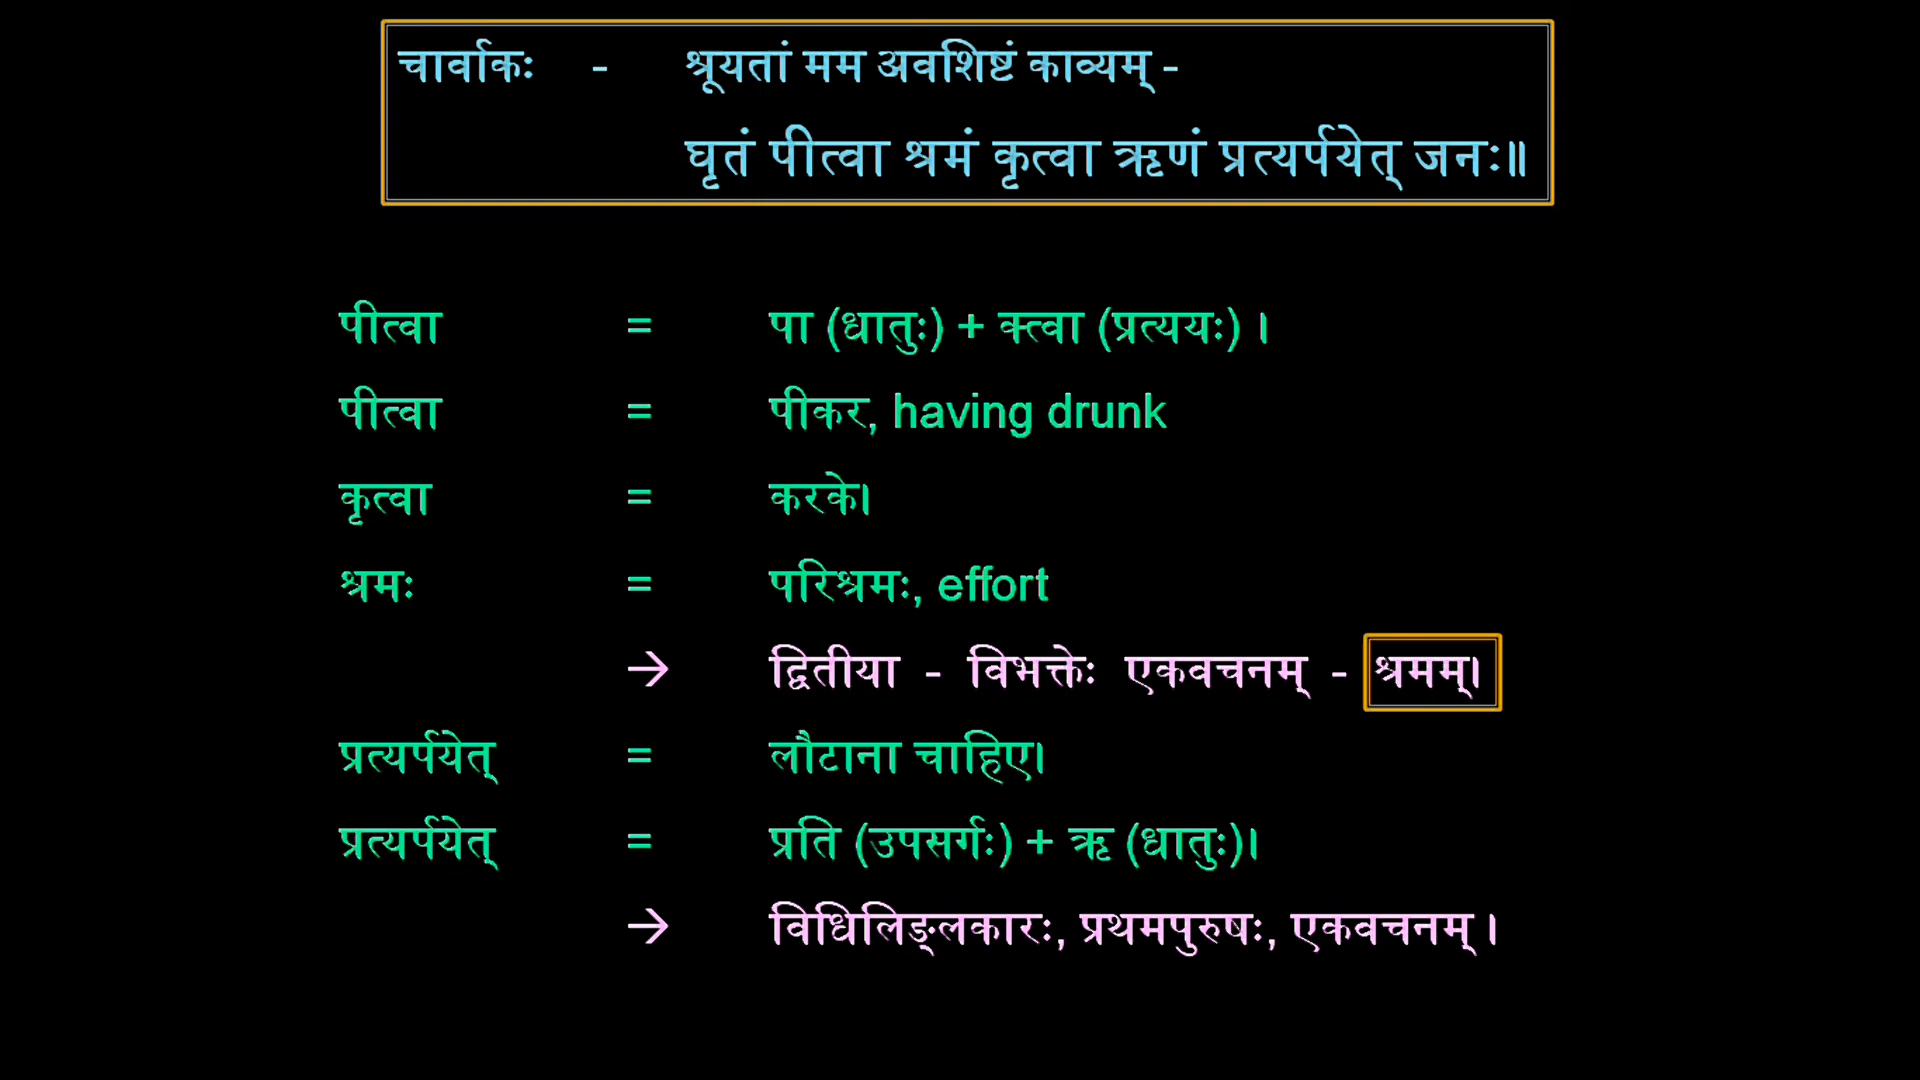 चार्वाकः - श्रूयतां मम अवशिष्टं काव्यम् -
घृतं पीत्वा श्रमं कृत्वा ऋणं प्रत्यर्पयेत् जनः॥
पीत्वा = पा (धातुः) + क्त्वा (प्रत्ययः) ।
पीत्वा = पीकर, having drunk
कृत्वा = करके।
श्रमः = परिश्रमः, effort
→ द्वितीया - विभक्तेः एकवचनम् - श्रमम्।
प्रत्यर्पयेत् = लौटाना चाहिए।
प्रत्यर्पयेत् = प्रति (उपसर्गः) + ऋ (धातुः)।
→ विधिलिङ्लकारः, प्रथमपुरुषः, एकवचनम् ।